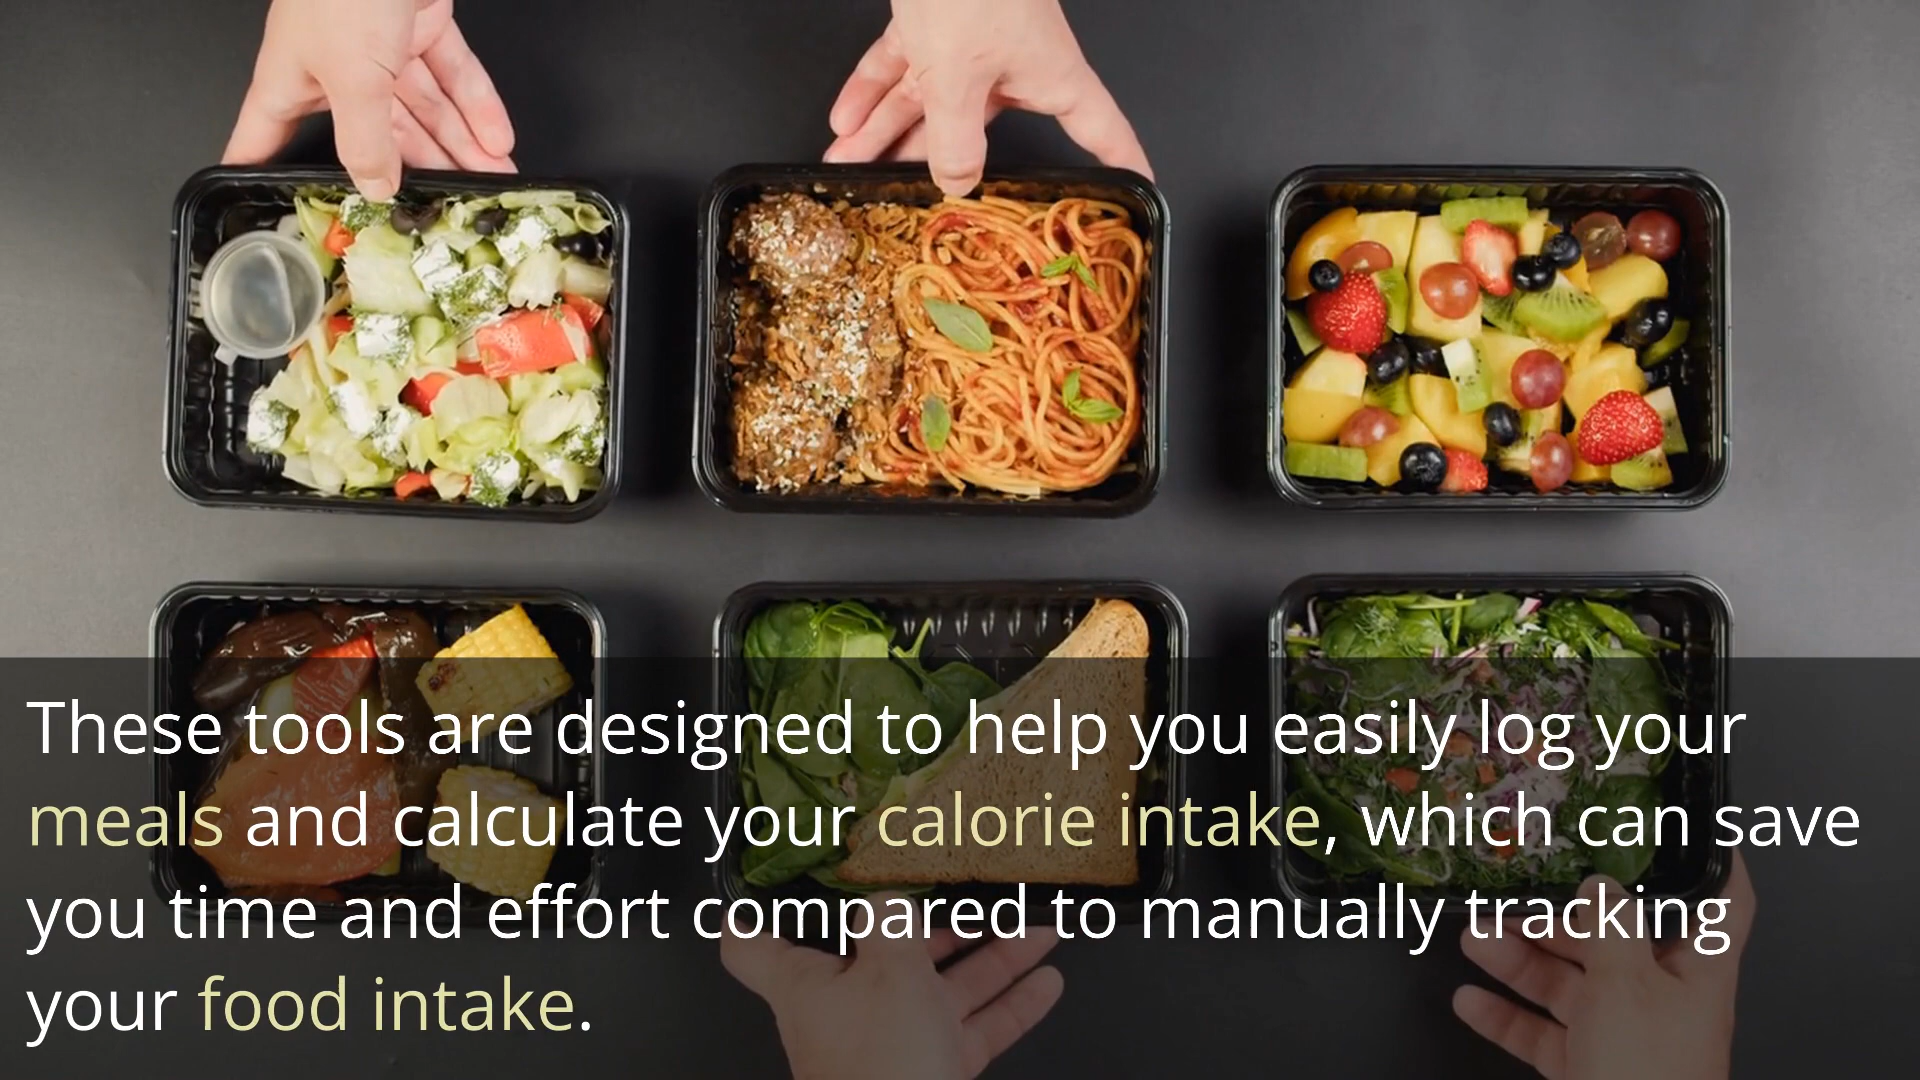 These tools are designed to help you easily log your
meals and calculate your calorie intake, which can save
you time and effort compared to manually tracking
your food intake.